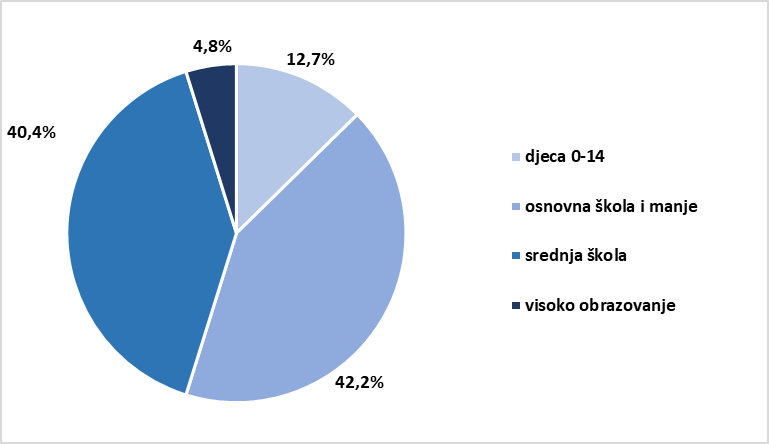 4,8%
12,7%
40,4%
42,2%
djeca 0-14
osnovna škola i manje
srednja škola
visoko obrazovanje